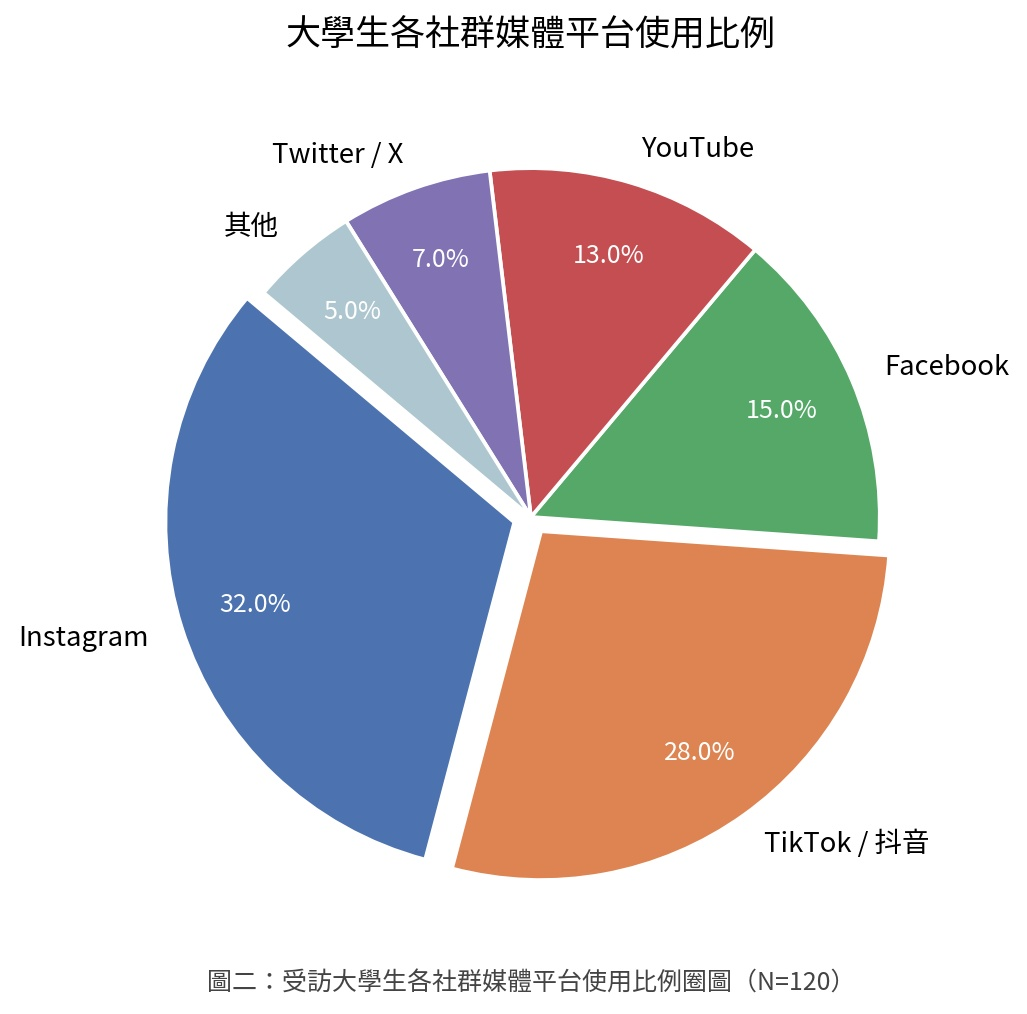 大學生各社群媒體平台使用比例
YouTube
Twitter / X
其他
13.0%
7.0%
5.0%
Facebook
15.0%
32.0%
Instagram
28.0%
TikTok / 抖音
圖二：受訪大學生各社群媒體平台使用比例圈圖（N=120）